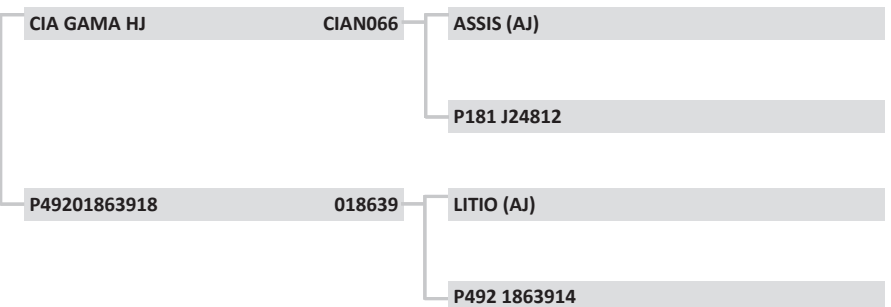 CIA GAMA HJ CIAN066
ASSIS (AJ)
P181 J24812
P49201863918 018639
LITIO (AJ)
P492 1863914